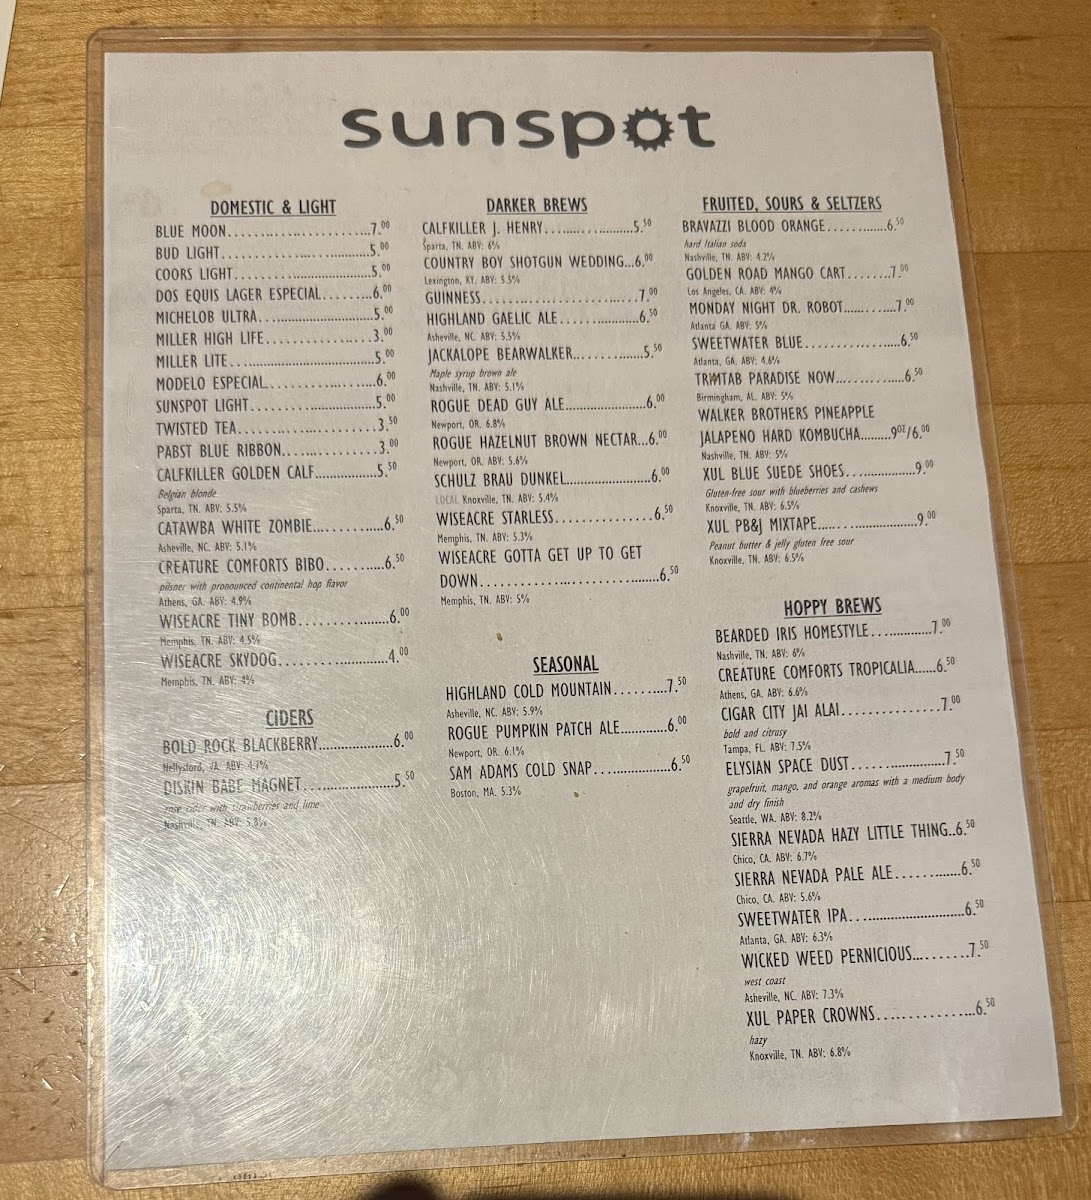 sunspot
DOMESTIC & LIGHT
BLUE MOON 7.00
BUD LIGHT 5.00
COORS LIGHT 5.00
DOS EQUIS LAGER ESPECIAL 6.00
MICHELOB ULTRA 5.00
MILLER HIGH LIFE 3.00
MILLER LITE 5.00
MODELO ESPECIAL 6.00
SUNSPOT LIGHT 5.00
TWISTED TEA 3.50
PABST BLUE RIBBON 3.00
CALFKILLER GOLDEN CALF 5.50
Belgian blonde
Sparta, TN. ABV: 5.5%
CATAWBA WHITE ZOMBIE 6.50
Asheville, NC. ABV: 5.1%
CREATURE COMFORTS BIBO 6.50
pilsner with pronounced continental hop flavor
Athens, GA. ABV: 4.9%
WISEACRE TINY BOMB 6.00
Memphis, TN. ABV: 4.5%
WISEACRE SKYDOG 4.00
Memphis, TN. ABV: 4%
CIDERS
BOLD ROCK BLACKBERRY 6.00
Nellysford, VA. ABV: 4.7%
DISKIN BABE MAGNET 5.50
rose cider with strawberries and lime
Nashville, TN. ABV: 5.8%
DARKER BREWS
CALFKILLER J. HENRY 5.50
Sparta, TN. ABV: 6%
COUNTRY BOY SHOTGUN WEDDING 6.00
Lexington, KY. ABV: 5.5%
GUINNESS 7.00
HIGHLAND GAELIC ALE 6.50
Asheville, NC. ABV: 5.5%
JACKALOPE BEARWALKER 5.50
Maple syrup brown ale
Nashville, TN. ABV: 5.1%
ROGUE DEAD GUY ALE 6.00
Newport, OR. 6.8%
ROGUE HAZELNUT BROWN NECTAR 6.00
Newport, OR. ABV: 5.6%
SCHULZ BRAU DUNKEL 6.00
LOCAL Knoxville, TN. ABV: 5.4%
WISEACRE STARLESS 6.50
Memphis, TN. ABV: 5.3%
WISEACRE GOTTA GET UP TO GET
DOWN 6.50
Memphis, TN. ABV: 5%
SEASONAL
HIGHLAND COLD MOUNTAIN 7.50
Asheville, NC. ABV: 5.9%
ROGUE PUMPKIN PATCH ALE 6.00
Newport, OR. 6.1%
SAM ADAMS COLD SNAP 6.50
Boston, MA. 5.3%
FRUITED, SOURS & SELTZERS
BRAVAZZI BLOOD ORANGE 6.50
hard Italian soda
Nashville, TN. ABV: 4.2%
GOLDEN ROAD MANGO CART 7.00
Los Angeles, CA. ABV: 4%
MONDAY NIGHT DR. ROBOT 7.00
Atlanta GA. ABV: 5%
SWEETWATER BLUE 6.50
Atlanta, GA. ABV: 4.6%
TRIMTAB PARADISE NOW 6.50
Birmingham, AL. ABV: 5%
WALKER BROTHERS PINEAPPLE
JALAPENO HARD KOMBUCHA 9OZ/6.00
Nashville, TN. ABV: 5%
XUL BLUE SUEDE SHOES 9.00
Gluten-free sour with blueberries and cashews
Knoxville, TN. ABV: 6.5%
XUL PB&J MIXTAPE 9.00
Peanut butter & jelly gluten free sour
Knoxville, TN. ABV: 6.5%
HOPPY BREWS
BEARDED IRIS HOMESTYLE 7.00
Nashville, TN. ABV: 6%
CREATURE COMFORTS TROPICALIA 6.50
Athens, GA. ABV: 6.6%
CIGAR CITY JAI ALAI 7.00
bold and citrusy
Tampa, FL. ABV: 7.5%
ELYSIAN SPACE DUST 7.50
grapefruit, mango, and orange aromas with a medium body
and dry finish
Seattle, WA. ABV: 8.2%
SIERRA NEVADA HAZY LITTLE THING..6.50
Chico, CA. ABV: 6.7%
SIERRA NEVADA PALE ALE 6.50
Chico, CA. ABV: 5.6%
SWEETWATER IPA 6.50
Atlanta, GA. ABV: 6.3%
WICKED WEED PERNICIOUS 7.50
west coast
Asheville, NC. ABV: 7.3%
XUL PAPER CROWNS 6.50
hazy
Knoxville, TN. ABV: 6.8%